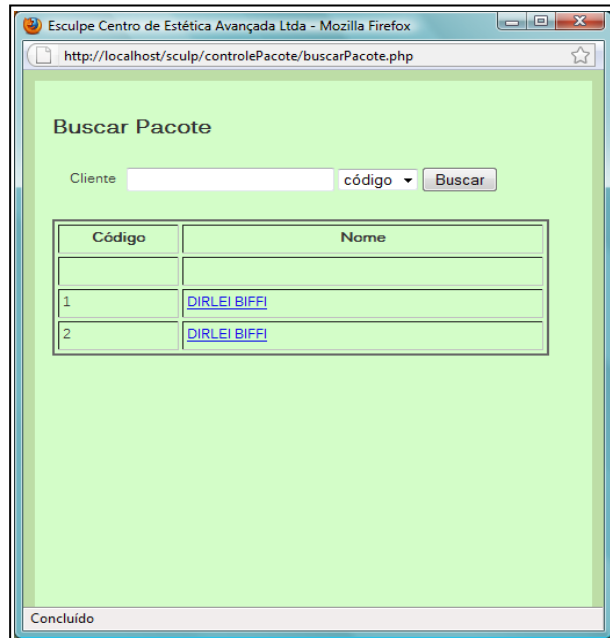 Esculpe Centro de Estética Avançada Ltda - Mozilla Firefox
http://localhost/sculp/controlePacote/buscarPacote.php
Buscar Pacote
Cliente código Buscar
Código Nome
1 DIRLEI BIFFI
2 DIRLEI BIFFI
Concluído